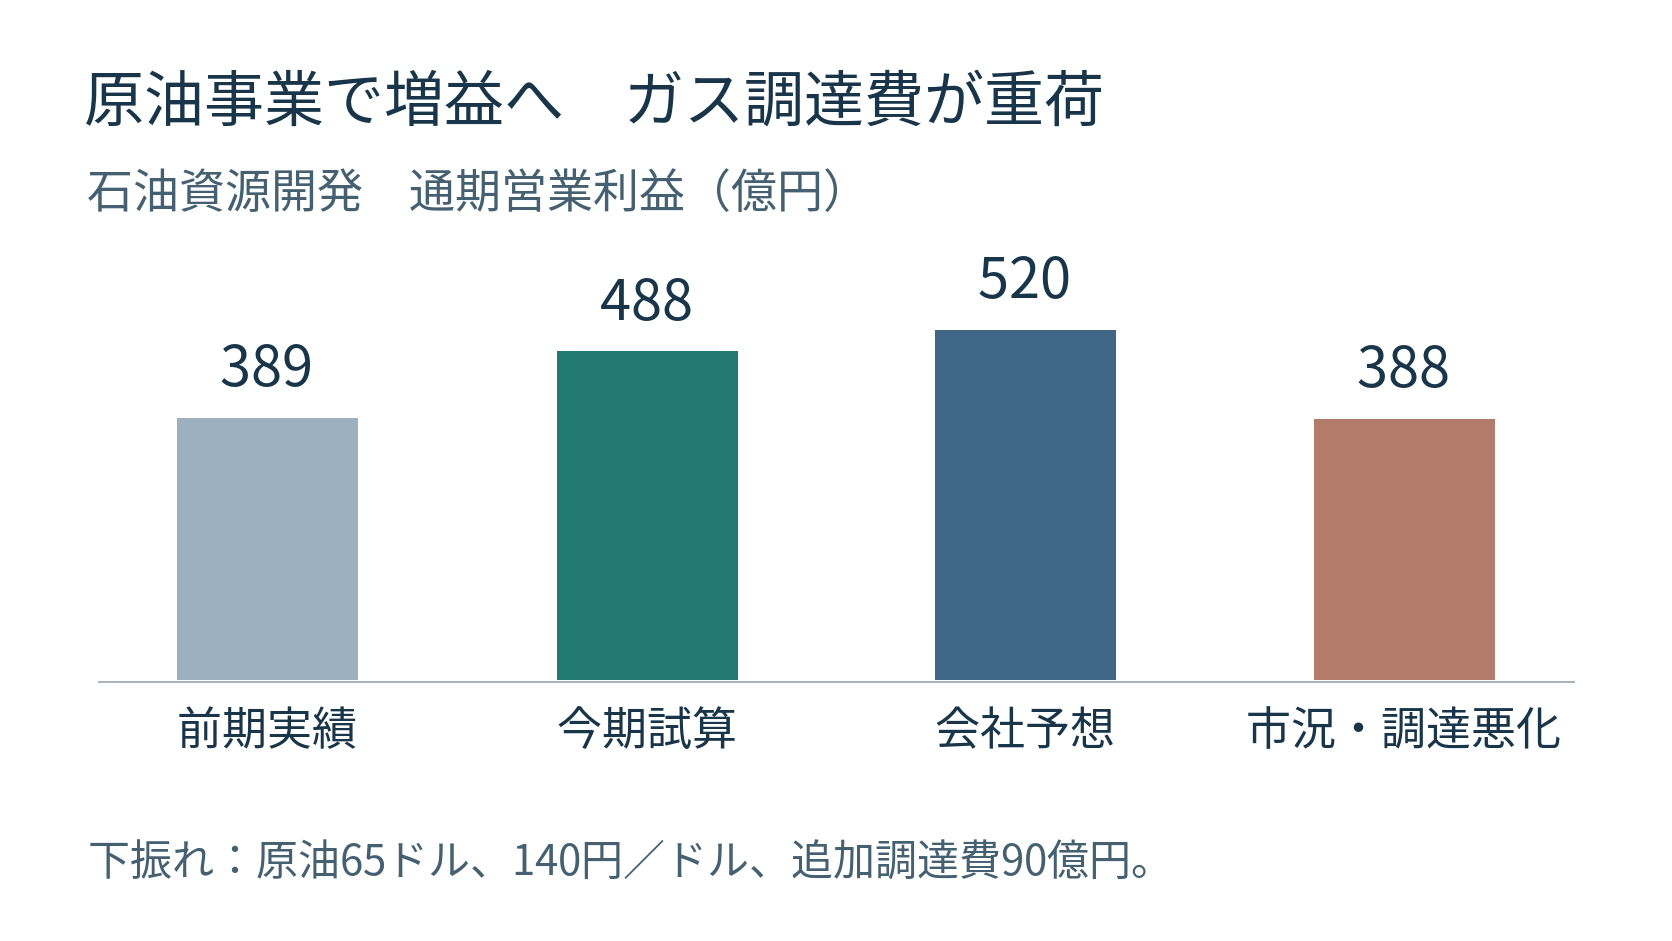 原油事業で増益へ　ガス調達費が重荷
石油資源開発　通期営業利益（億円）
389
488
520
388
前期実績
今期試算
会社予想
市況・調達悪化
下振れ：原油65ドル、140円／ドル、追加調達費90億円。